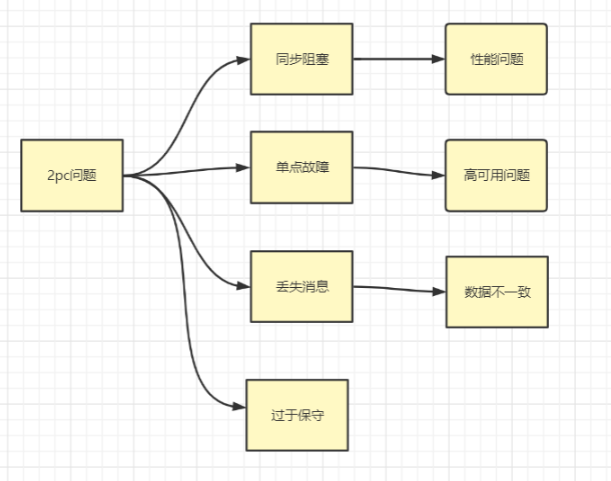 同步阻塞
性能问题
2pc问题
单点故障
高可用问题
丢失消息
数据不一致
过于保守